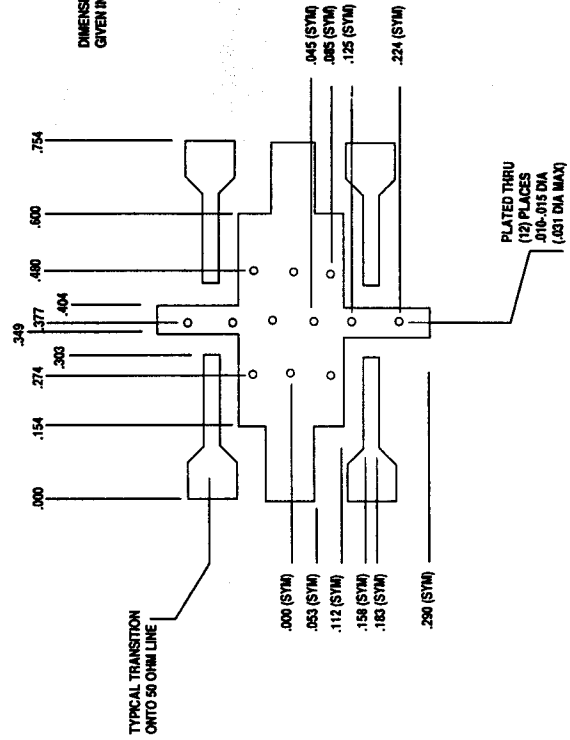 DIMENS
GIVEN IN
.000
.154
.274
.303
.349
.377
.404
.480
.600
.754
TYPICAL TRANSITION
ONTO 50 OHM LINE
.045 (SYM)
.085 (SYM)
.125 (SYM)
.224 (SYM)
.000 (SYM)
.053 (SYM)
.112 (SYM)
.158 (SYM)
.183 (SYM)
.290 (SYM)
PLATED THRU
(12) PLACES
.010-.015 DIA
(.031 DIA MAX)